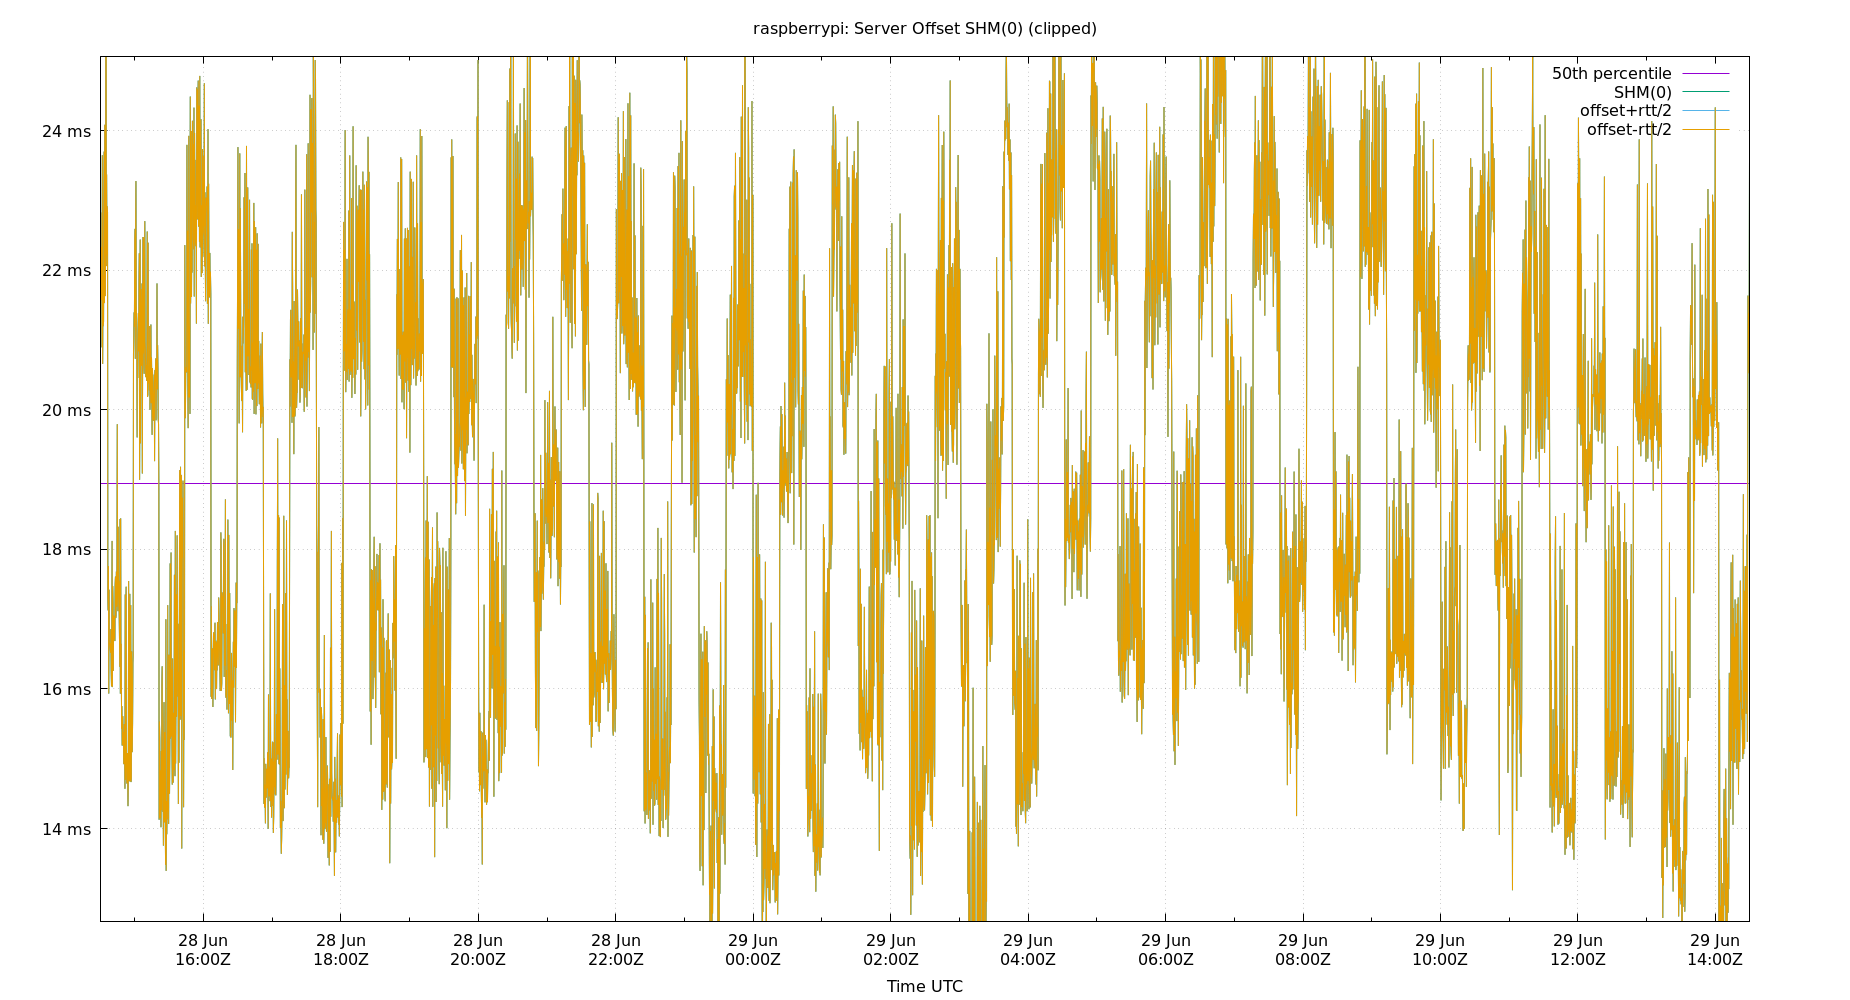 raspberrypi: Server Offset SHM(0) (clipped)
50th percentile
SHM(0)
offset+rtt/2
offset-rtt/2
24 ms
22 ms
20 ms
18 ms
16 ms
14 ms
28 Jun 28 Jun 28 Jun 28 Jun 29 Jun 29 Jun 29 Jun 29 Jun 29 Jun 29 Jun 29 Jun 29 Jun
16:00Z 18:00Z 20:00Z 22:00Z 00:00Z 02:00Z 04:00Z 06:00Z 08:00Z 10:00Z 12:00Z 14:00Z
Time UTC